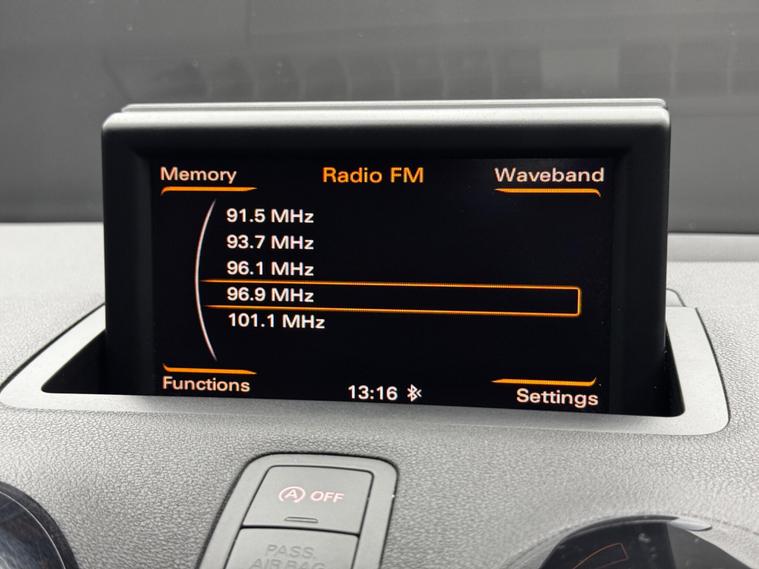 Memory Radio FM Waveband
91.5 MHz
93.7 MHz
96.1 MHz
96.9 MHz
101.1 MHz
Functions 13:16 Settings
A OFF
PASS.
AIR BAG